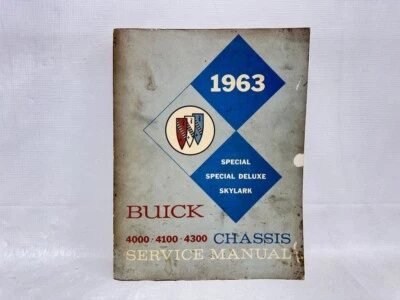 1963
SPECIAL
SPECIAL DELUXE
SKYLARK
BUICK
4000 · 4100 · 4300 CHASSIS
SERVICE MANUAL